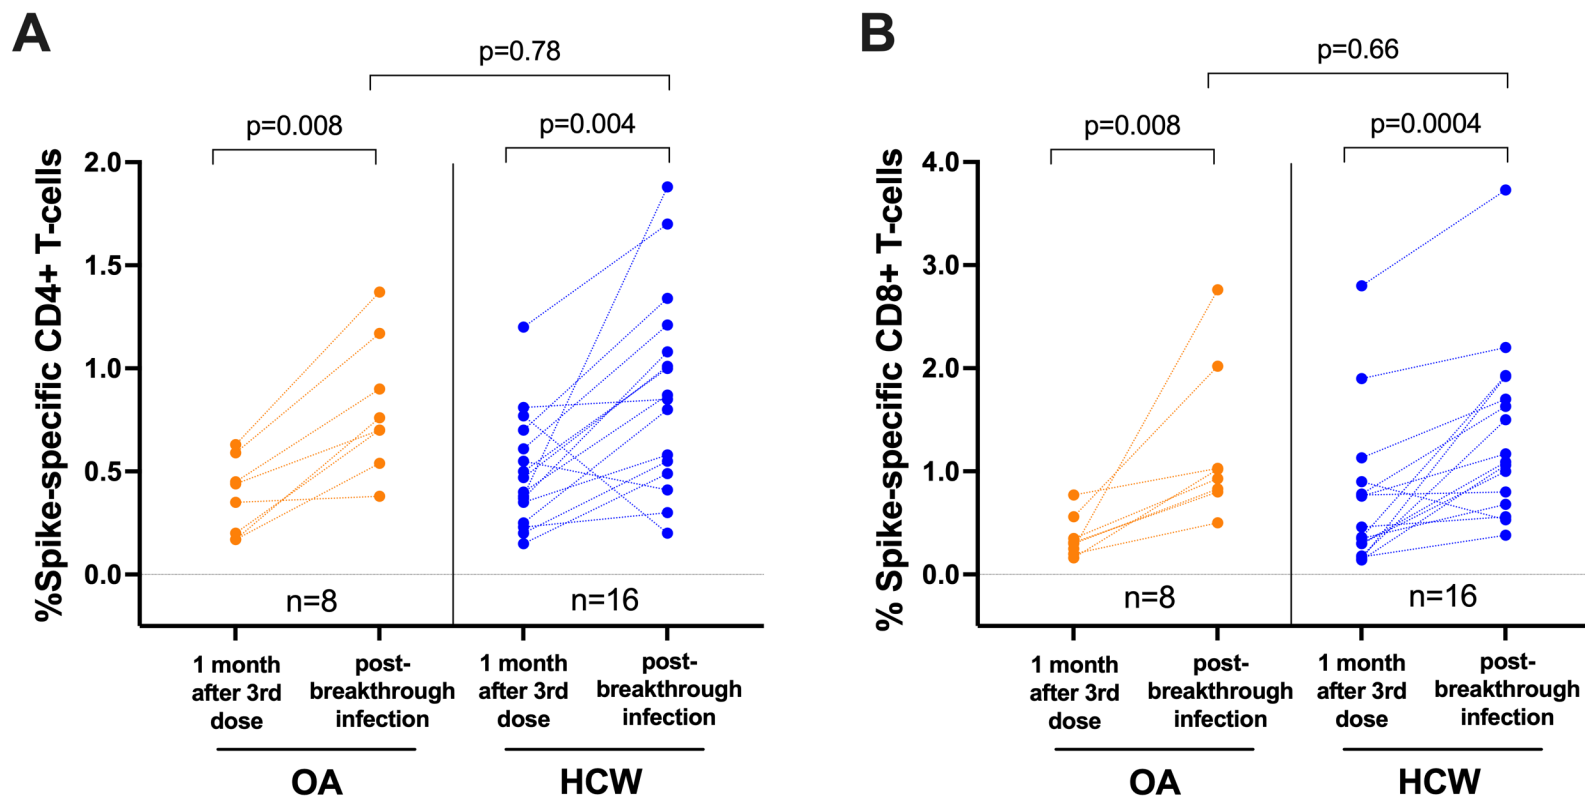 A
p=0.78
p=0.008
p=0.004
%Spike-specific CD4+ T-cells
2.0
1.5
1.0
0.5
0.0
n=8
n=16
1 month
after 3rd
dose
post-
breakthrough
infection
1 month
after 3rd
dose
post-
breakthrough
infection
OA
HCW
B
p=0.66
p=0.008
p=0.0004
% Spike-specific CD8+ T-cells
4.0
3.0
2.0
1.0
0.0
n=8
n=16
1 month
after 3rd
dose
post-
breakthrough
infection
1 month
after 3rd
dose
post-
breakthrough
infection
OA
HCW